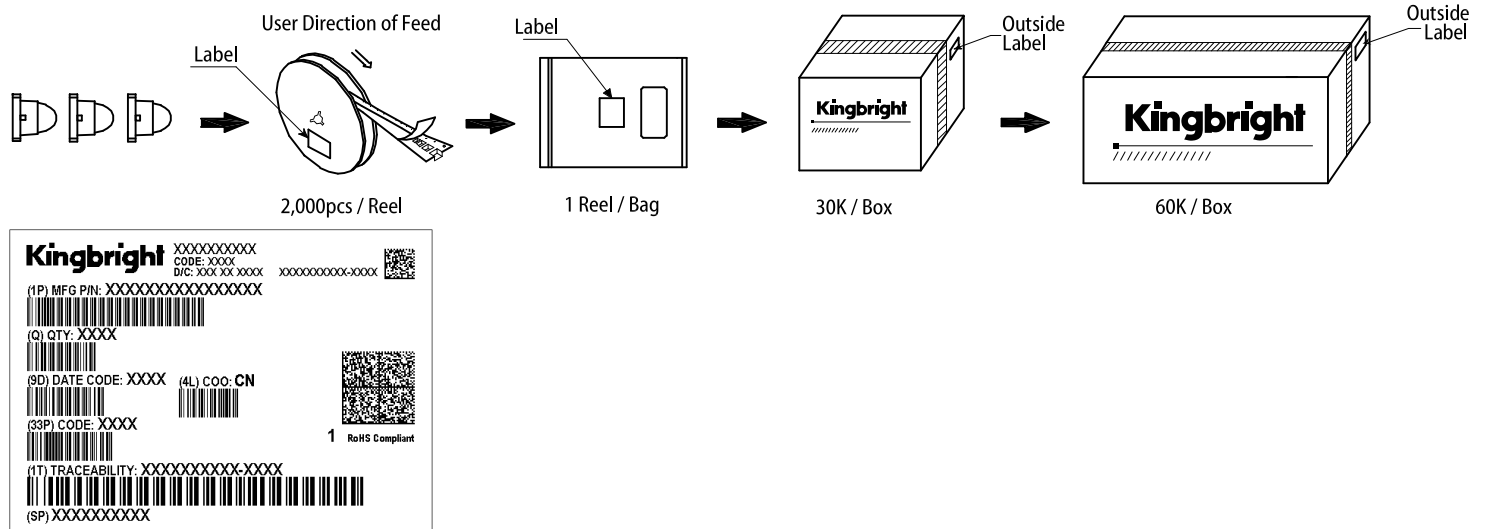 User Direction of Feed
Label
Label
Outside
Label
Outside
Label
Kingbright
Kingbright
2,000pcs / Reel
1 Reel / Bag
30K / Box
60K / Box
Kingbright
XXXXXXXXXX
CODE: XXXX
D/C: XXX XX XXXX XXXXXXXXXX-XXXX
(1P) MFG P/N: XXXXXXXXXXXXXXXX
(Q) QTY: XXXX
(9D) DATE CODE: XXXX (4L) COO: CN
(33P) CODE: XXXX
1 RoHS Compliant
(1T) TRACEABILITY: XXXXXXXXXX-XXXX
(SP) XXXXXXXXXX